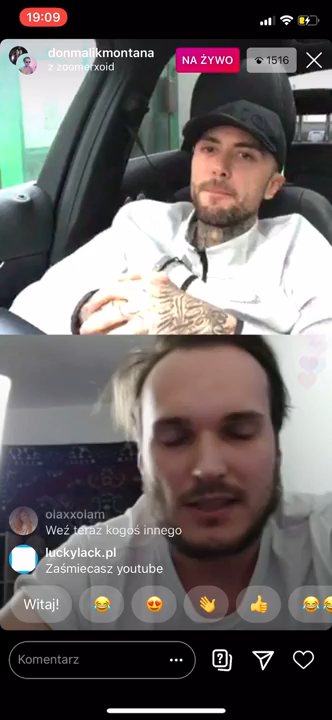 19:09
donmalikmontana
z zoomerxoid
NA ŻYWO
1516
olaxxolam
Weź teraz kogoś innego
luckylack.pl
Zaśmiecasz youtube
Witaj!
Komentarz